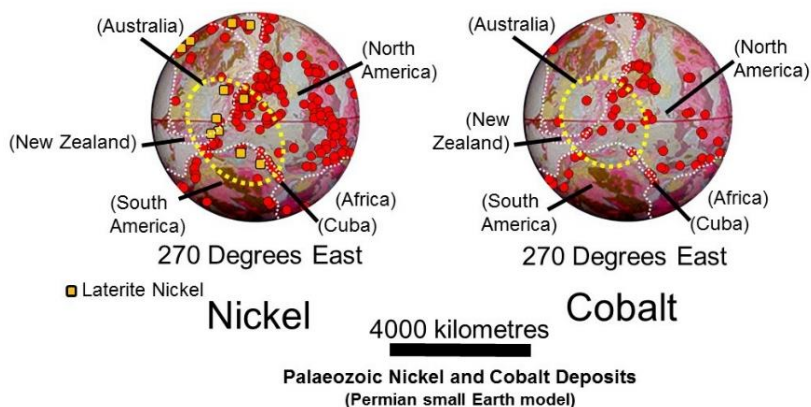 (Australia)
(North
America)
(New Zealand)
(South
America)
(Africa)
(Cuba)
270 Degrees East
Laterite Nickel
Nickel
(Australia)
(North
America)
(New
Zealand)
(South
America)
(Africa)
(Cuba)
270 Degrees East
Cobalt
4000 kilometres
Palaeozoic Nickel and Cobalt Deposits
(Permian small Earth model)